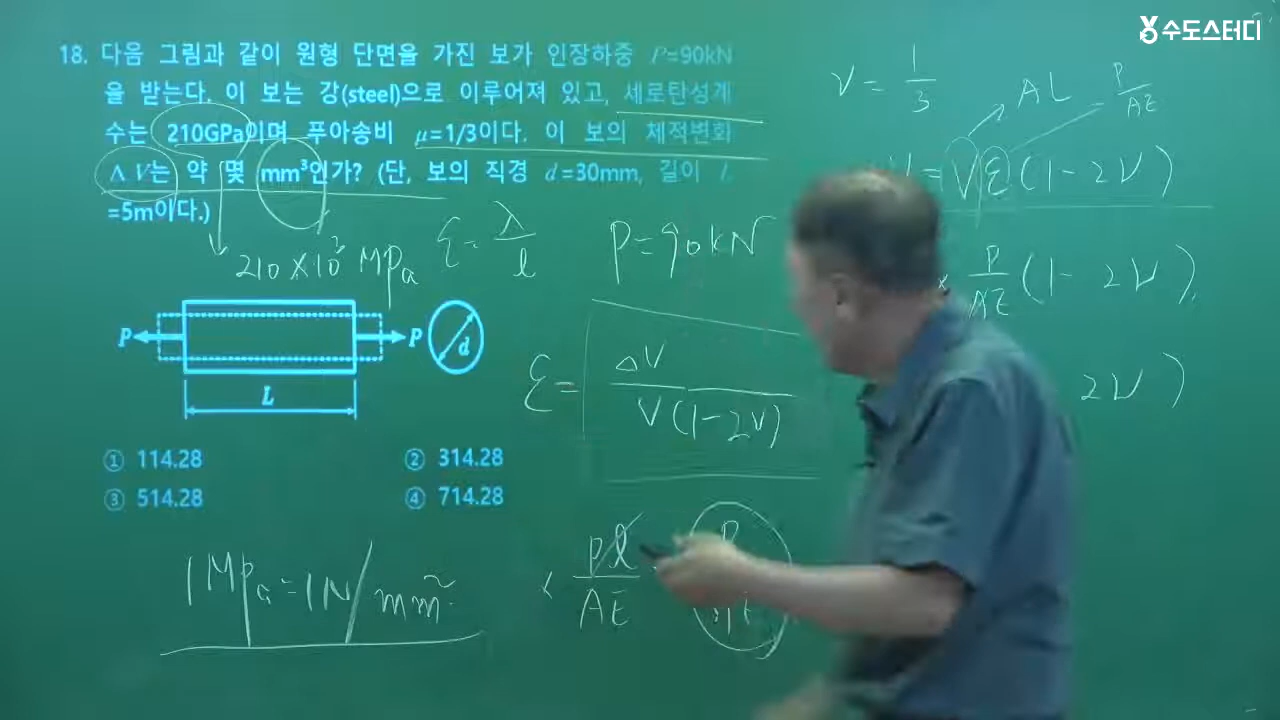 수도스터디
18. 다음 그림과 같이 원형 단면을 가진 보가 인장하중 P=90kN
을 받는다. 이 보는 강(steel)으로 이루어져 있고, 세로탄성계
수는 210GPa이며 푸아송비 μ=1/3이다. 이 보의 체적변화
ΔV는 약 몇 mm³인가? (단, 보의 직경 d=30mm, 길이 L
=5m이다.)
ν = 1/3
AL
P/AE
= Vε(1-2ν)
210×10³ MPa
ε = λ/l
P=90kN
P/AE (1- 2ν)
P
P
d
L
ε = ΔV / V(1-2ν)
2ν)
① 114.28
② 314.28
③ 514.28
④ 714.28
1MPa=1N/mm²
Pl/AE